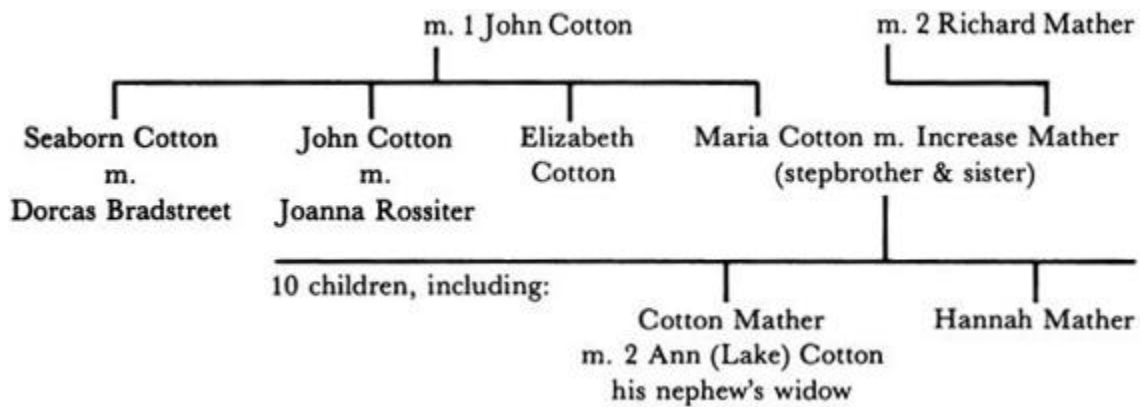 m. 1 John Cotton
m. 2 Richard Mather
Seaborn Cotton
m.
Dorcas Bradstreet
John Cotton
m.
Joanna Rossiter
Elizabeth
Cotton
Maria Cotton m. Increase Mather
(stepbrother & sister)
10 children, including:
Cotton Mather
m. 2 Ann (Lake) Cotton
his nephew's widow
Hannah Mather